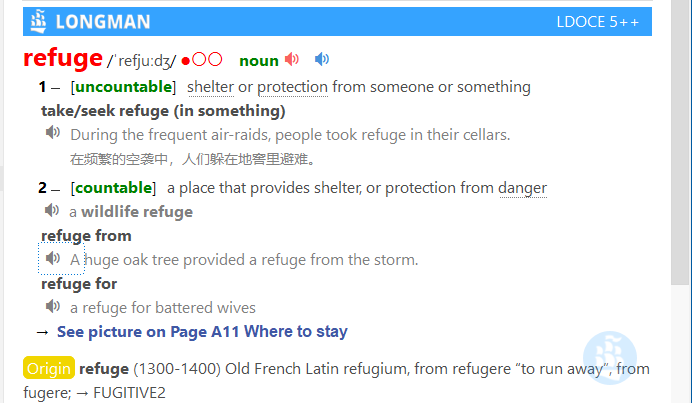 LONGMAN LDOCE 5++
refuge /ˈrefjuːdʒ/ ●○○ noun
1 – [uncountable] shelter or protection from someone or something
take/seek refuge (in something)
During the frequent air-raids, people took refuge in their cellars.
在频繁的空袭中，人们躲在地窖里避难。
2 – [countable] a place that provides shelter, or protection from danger
a wildlife refuge
refuge from
A huge oak tree provided a refuge from the storm.
refuge for
a refuge for battered wives
→ See picture on Page A11 Where to stay
Origin refuge (1300-1400) Old French Latin refugium, from refugere “to run away”, from
fugere; → FUGITIVE2